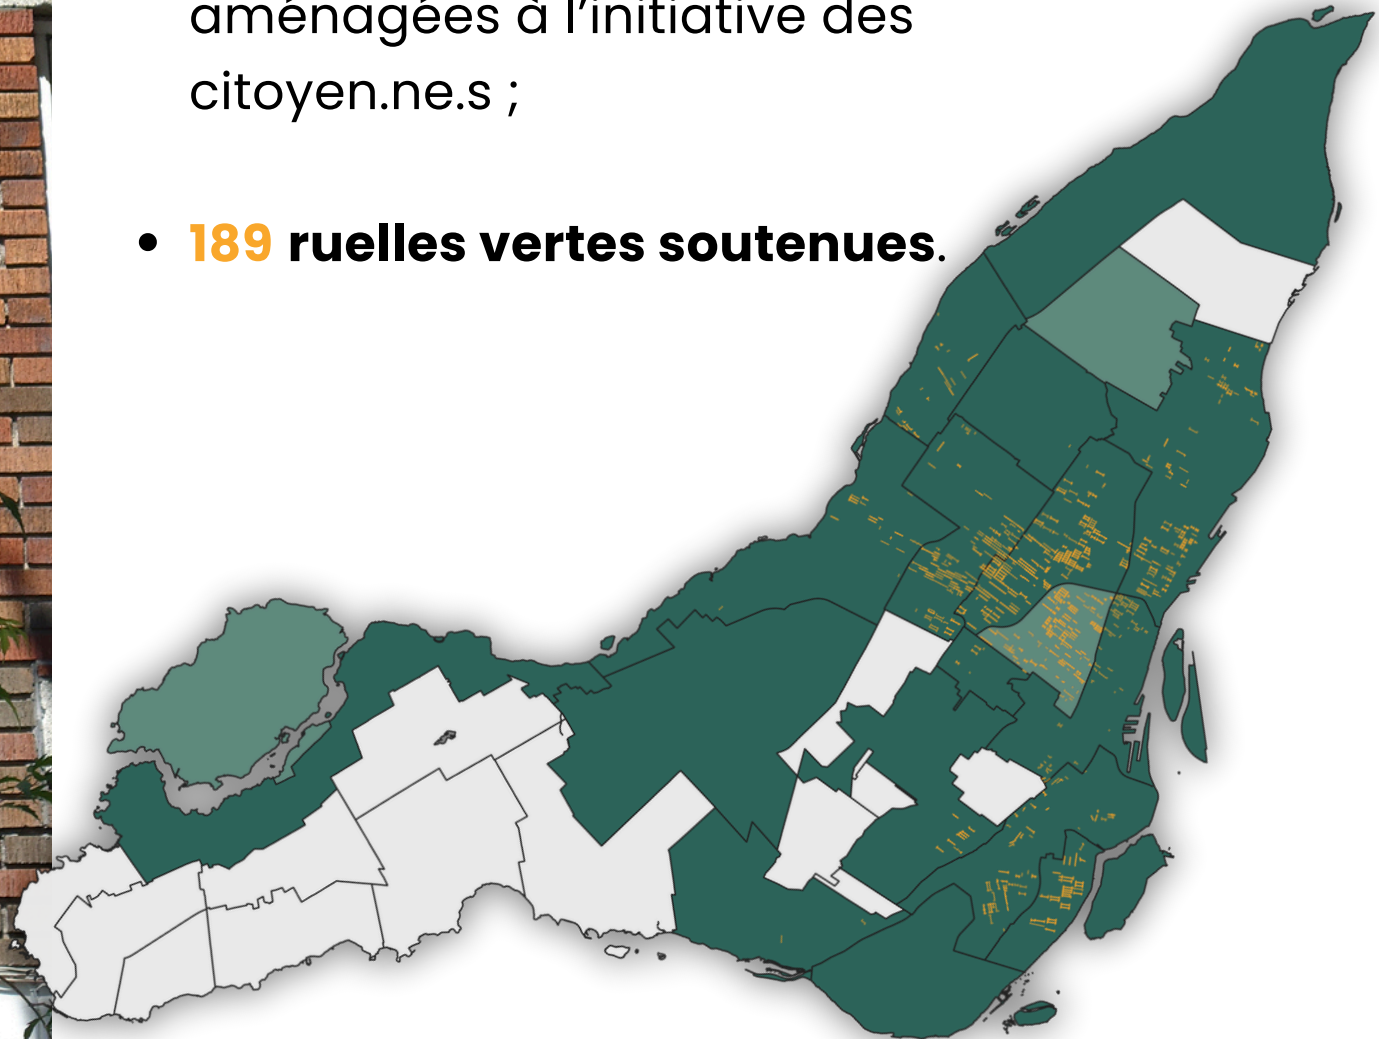 aménagées à l’initiative des
citoyen.ne.s ;
• 189 ruelles vertes soutenues.